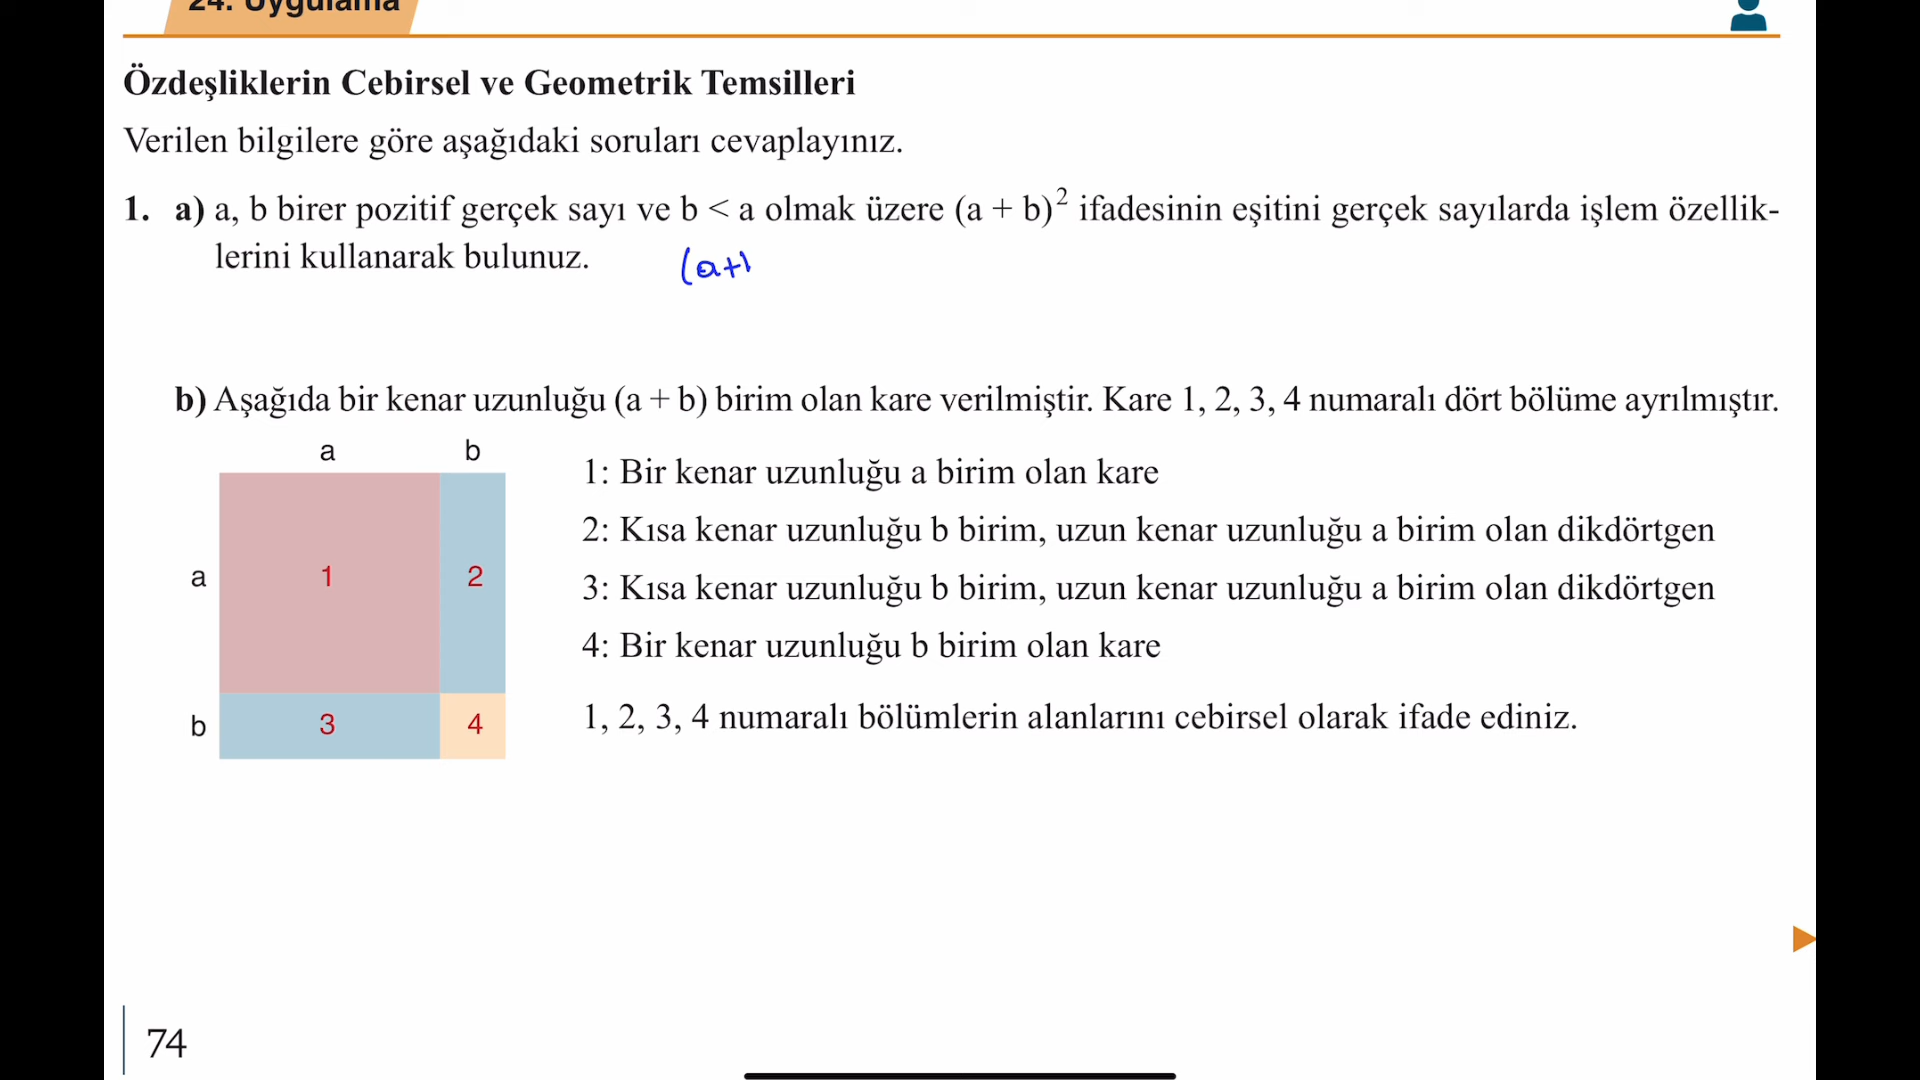 24. Uygulama
Özdeşliklerin Cebirsel ve Geometrik Temsilleri
Verilen bilgilere göre aşağıdaki soruları cevaplayınız.
1. a) a, b birer pozitif gerçek sayı ve b < a olmak üzere (a + b)² ifadesinin eşitini gerçek sayılarda işlem özellik-
lerini kullanarak bulunuz. (a+
b) Aşağıda bir kenar uzunluğu (a + b) birim olan kare verilmiştir. Kare 1, 2, 3, 4 numaralı dört bölüme ayrılmıştır.
a b
a 1 2
b 3 4
1: Bir kenar uzunluğu a birim olan kare
2: Kısa kenar uzunluğu b birim, uzun kenar uzunluğu a birim olan dikdörtgen
3: Kısa kenar uzunluğu b birim, uzun kenar uzunluğu a birim olan dikdörtgen
4: Bir kenar uzunluğu b birim olan kare
1, 2, 3, 4 numaralı bölümlerin alanlarını cebirsel olarak ifade ediniz.
74